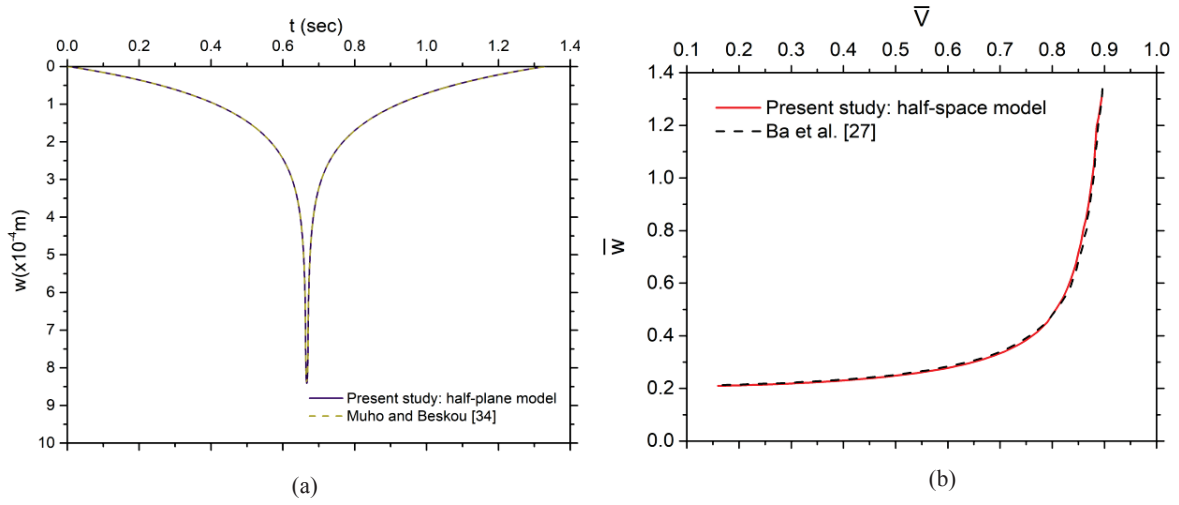 t (sec)
0.0 0.2 0.4 0.6 0.8 1.0 1.2 1.4
0
1
2
3
4
5
6
7
8
9
10
w(x10⁻⁴m)
Present study: half-plane model
Muho and Beskou [34]
(a)
V̅
0.1 0.2 0.3 0.4 0.5 0.6 0.7 0.8 0.9 1.0
1.4
1.2
1.0
0.8
0.6
0.4
0.2
0.0
w̅
Present study: half-space model
Ba et al. [27]
(b)